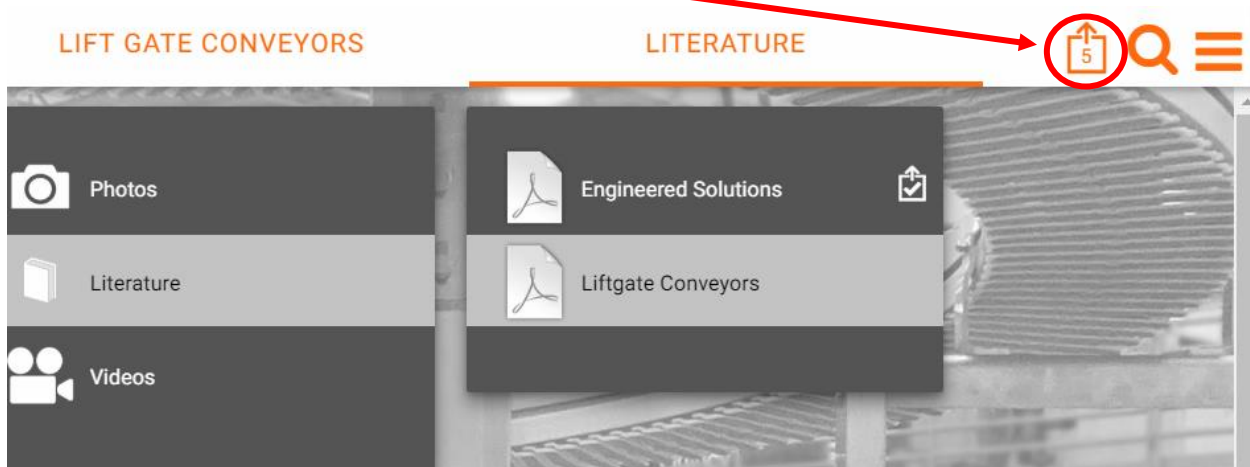 LIFT GATE CONVEYORS
LITERATURE
5
Photos
Engineered Solutions
Literature
Liftgate Conveyors
Videos